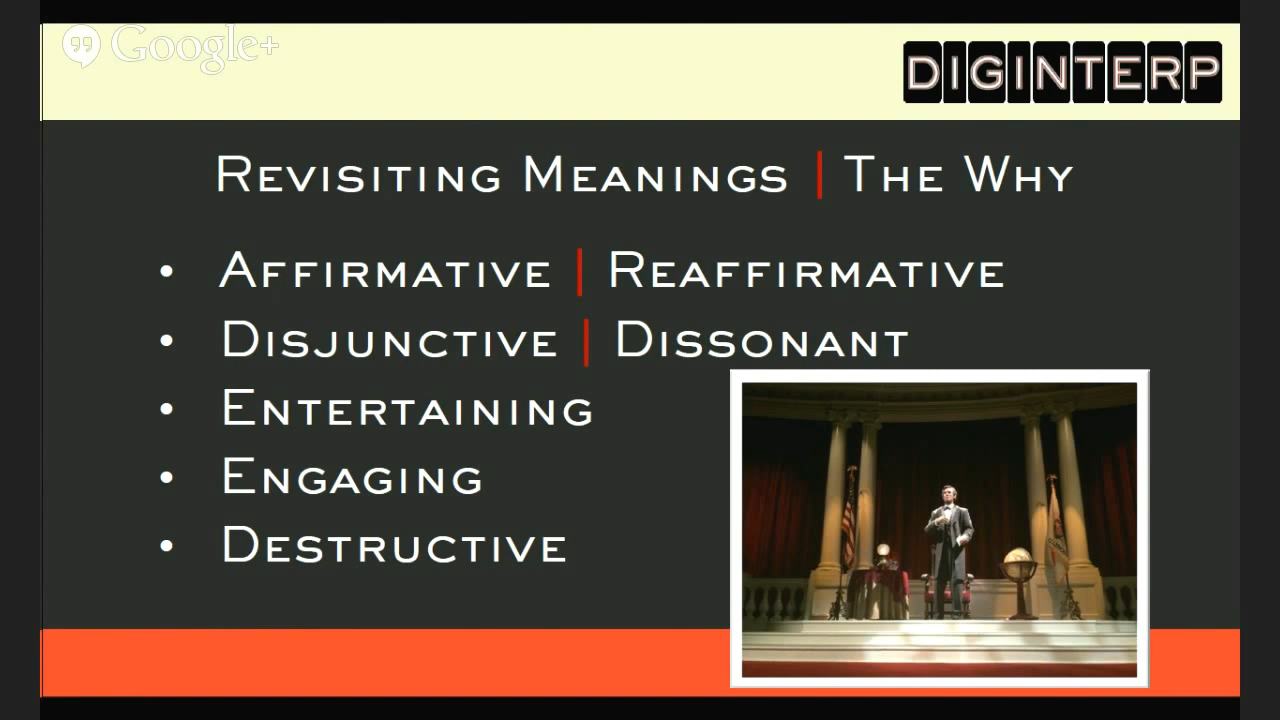 Google+
DIGINTERP
Revisiting Meanings | The Why
• Affirmative | Reaffirmative
• Disjunctive | Dissonant
• Entertaining
• Engaging
• Destructive